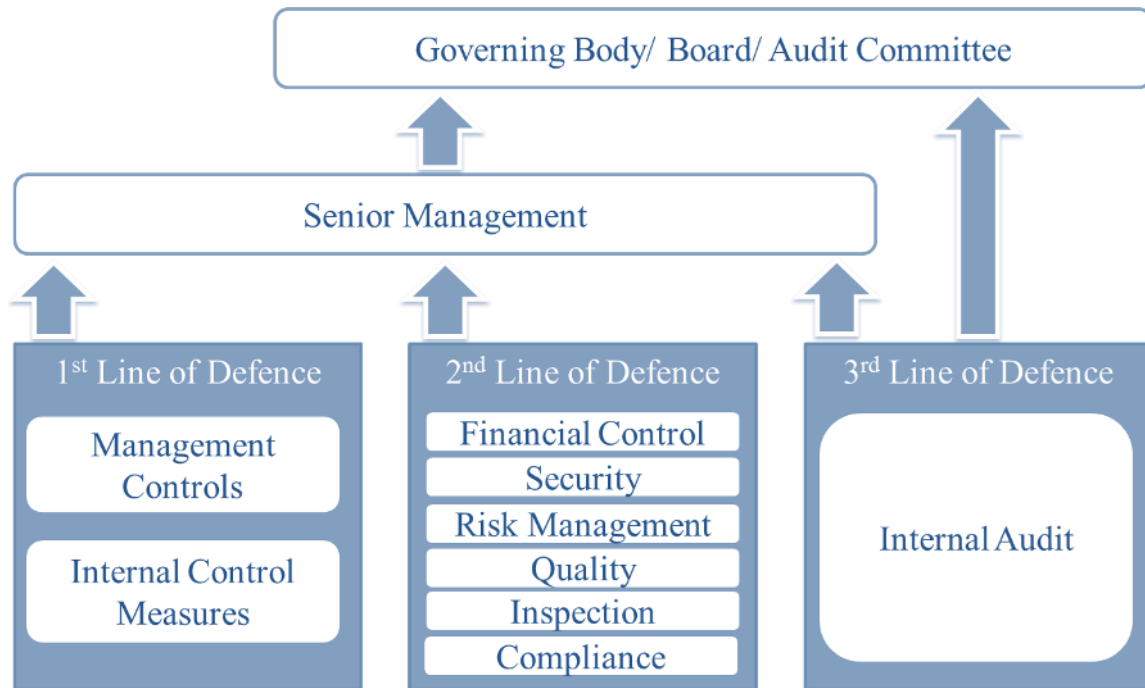 Governing Body/ Board/ Audit Committee
Senior Management
1st Line of Defence
Management
Controls
Internal Control
Measures
2nd Line of Defence
Financial Control
Security
Risk Management
Quality
Inspection
Compliance
3rd Line of Defence
Internal Audit